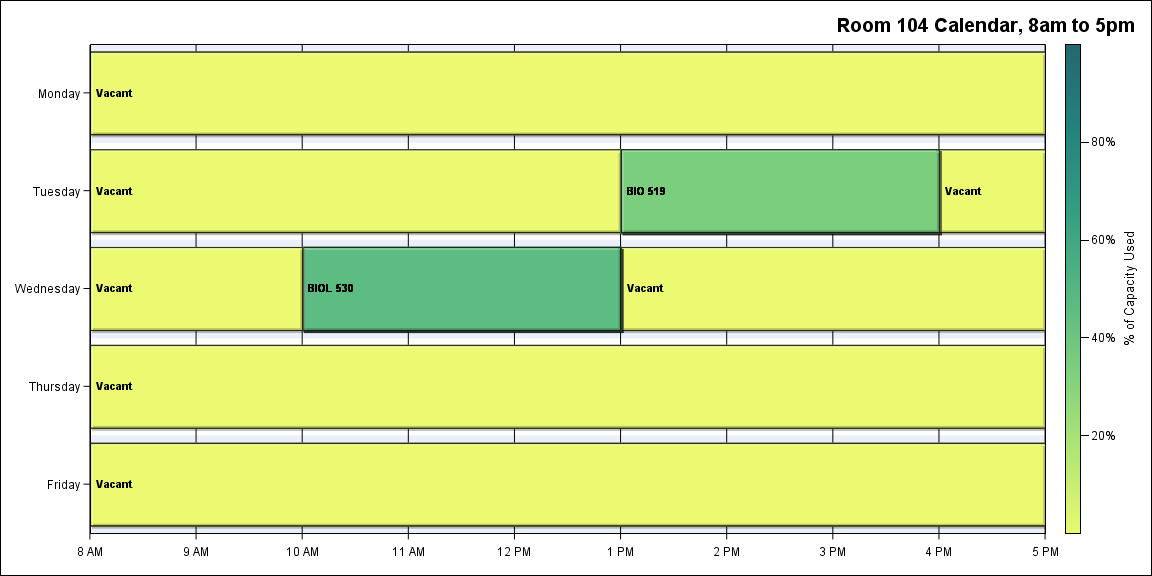 Room 104 Calendar, 8am to 5pm
Monday
Vacant
80%
Tuesday
Vacant
BIO 519
Vacant
60%
% of Capacity Used
Wednesday
Vacant
BIOL 530
Vacant
40%
Thursday
Vacant
20%
Friday
Vacant
8 AM
9 AM
10 AM
11 AM
12 PM
1 PM
2 PM
3 PM
4 PM
5 PM